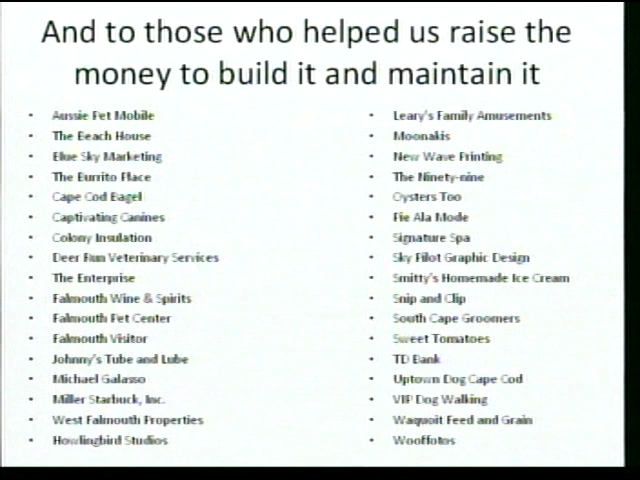 And to those who helped us raise the
money to build it and maintain it
• Aussie Pet Mobile
• The Beach House
• Blue Sky Marketing
• The Burrito Place
• Cape Cod Bagel
• Captivating Canines
• Colony Insulation
• Deer Run Veterinary Services
• The Enterprise
• Falmouth Wine & Spirits
• Falmouth Pet Center
• Falmouth Visitor
• Johnny's Tube and Lube
• Michael Galasso
• Miller Starbuck, Inc.
• West Falmouth Properties
• Howlingbird Studios
• Leary's Family Amusements
• Moonakis
• New Wave Printing
• The Ninety-nine
• Oysters Too
• Pie Ala Mode
• Signature Spa
• Sky Pilot Graphic Design
• Smitty's Homemade Ice Cream
• Snip and Clip
• South Cape Groomers
• Sweet Tomatoes
• TD Bank
• Uptown Dog Cape Cod
• VIP Dog Walking
• Waquoit Feed and Grain
• Wooffotos